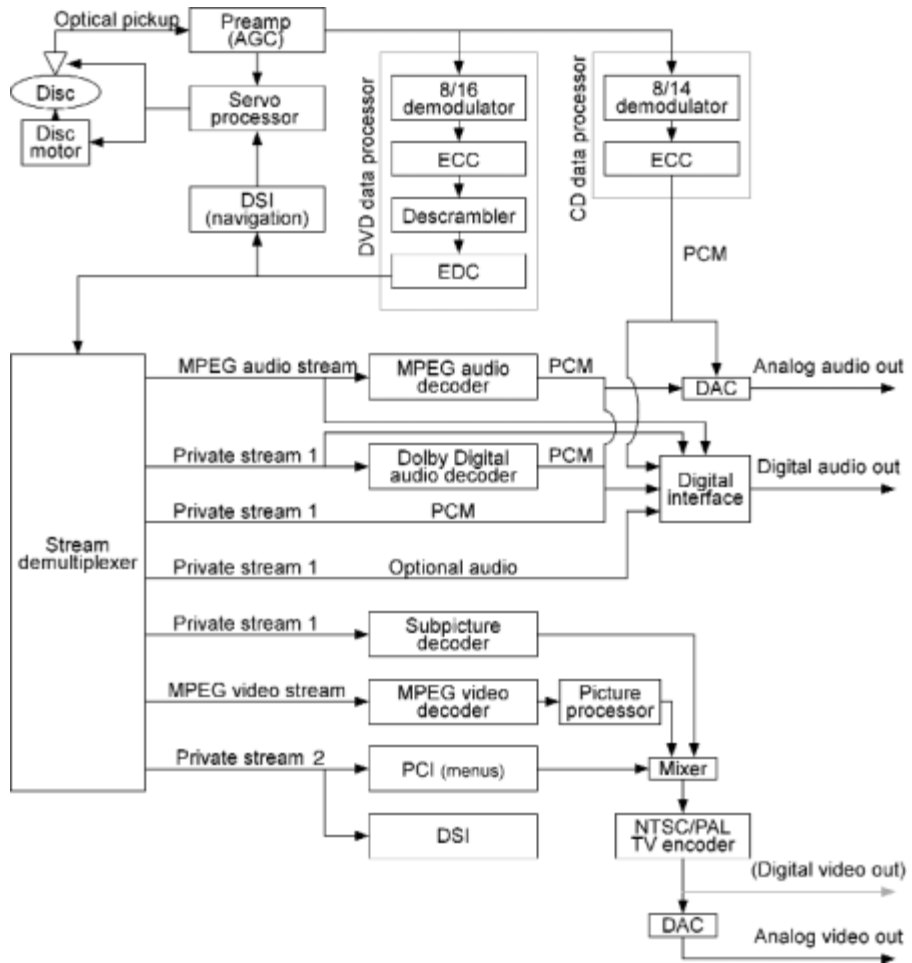 Optical pickup
Preamp
(AGC)
Disc
Servo
processor
Disc
motor
DSI
(navigation)
DVD data processor
8/16
demodulator
ECC
Descrambler
EDC
CD data processor
8/14
demodulator
ECC
PCM
Stream
demultiplexer
MPEG audio stream
MPEG audio
decoder
PCM
DAC
Analog audio out
Private stream 1
Dolby Digital
audio decoder
PCM
Digital
interface
Digital audio out
Private stream 1
PCM
Private stream 1
Optional audio
Private stream 1
Subpicture
decoder
MPEG video stream
MPEG video
decoder
Picture
processor
Private stream 2
PCI (menus)
Mixer
DSI
NTSC/PAL
TV encoder
(Digital video out)
DAC
Analog video out